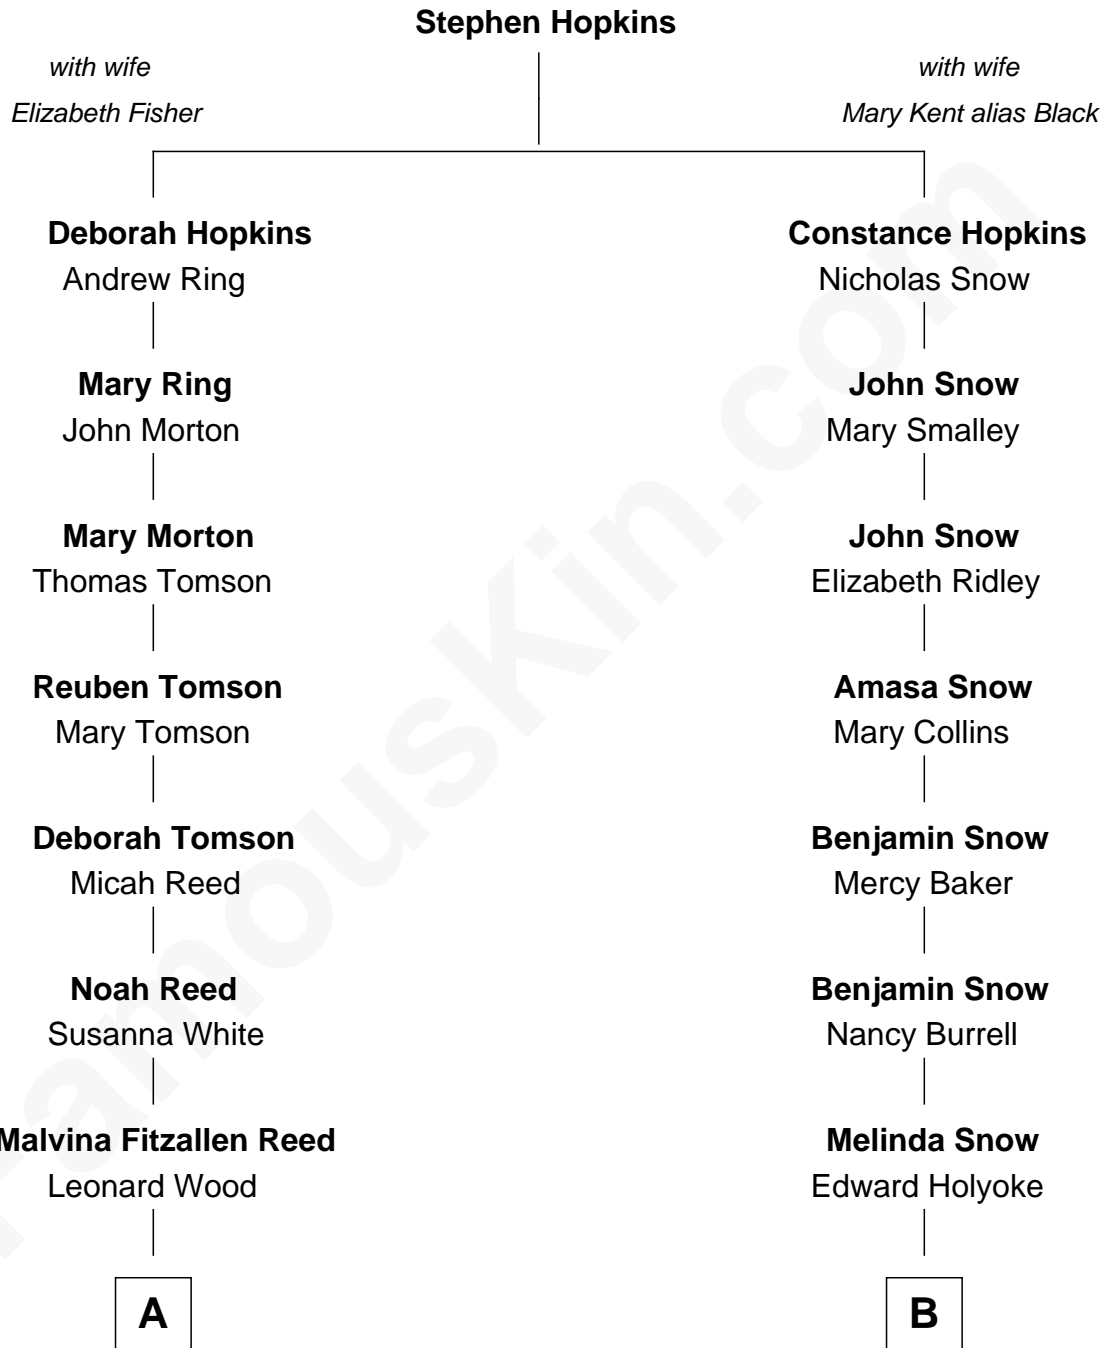 Stephen Hopkins
with wife
Elizabeth Fisher
with wife
Mary Kent alias Black
Deborah Hopkins
Andrew Ring
Mary Ring
John Morton
Mary Morton
Thomas Tomson
Reuben Tomson
Mary Tomson
Deborah Tomson
Micah Reed
Noah Reed
Susanna White
Malvina Fitzallen Reed
Leonard Wood
A
Constance Hopkins
Nicholas Snow
John Snow
Mary Smalley
John Snow
Elizabeth Ridley
Amasa Snow
Mary Collins
Benjamin Snow
Mercy Baker
Benjamin Snow
Nancy Burrell
Melinda Snow
Edward Holyoke
B
FamousKin.com